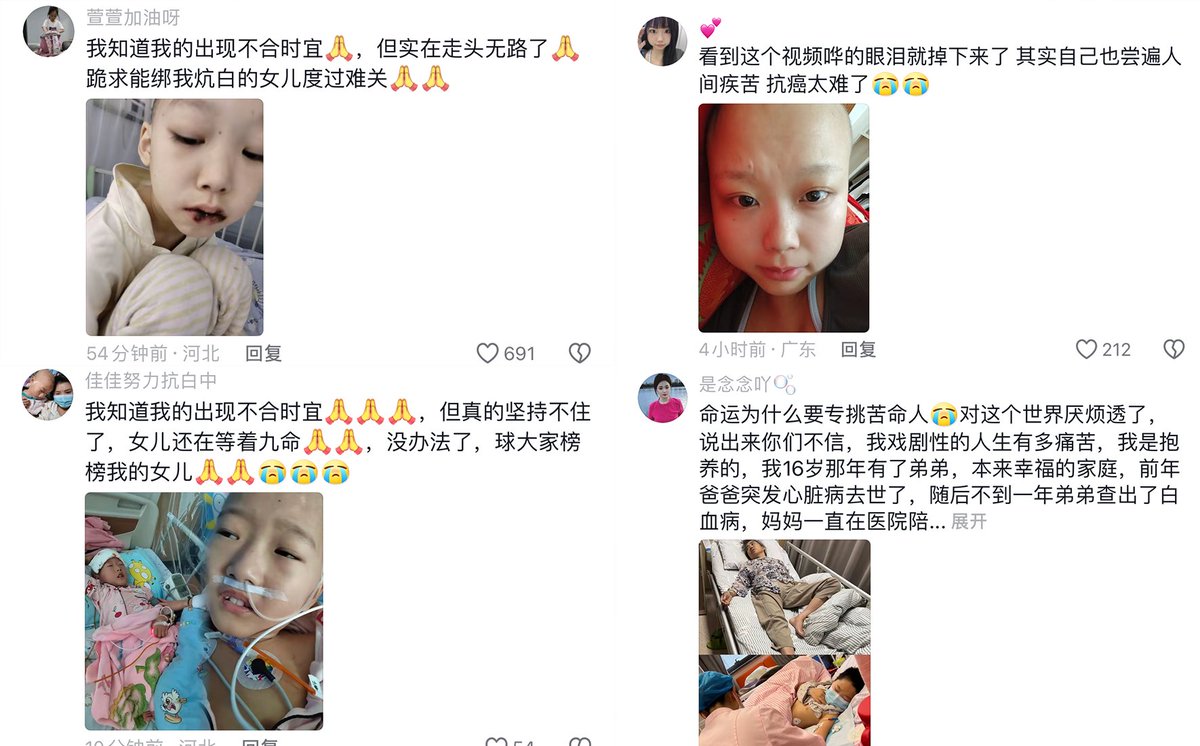 萱萱加油呀
我知道我的出现不合时宜🙏，但实在走头无路了🙏
跪求能绑我炕白的女儿度过难关🙏🙏
54分钟前·河北 回复 691
佳佳努力抗白中
我知道我的出现不合时宜🙏🙏🙏，但真的坚持不住
了，女儿还在等着九命🙏🙏，没办法了，球大家榜
榜我的女儿🙏🙏😭😭😭
河北 回复 54
💕
看到这个视频哗的眼泪就掉下来了 其实自己也尝遍人
间疾苦 抗癌太难了😭😭
4小时前·广东 回复 212
是念念吖
命运为什么要专挑苦命人😭对这个世界厌烦透了，
说出来你们不信，我戏剧性的人生有多痛苦，我是抱
养的，我16岁那年有了弟弟，本来幸福的家庭，前年
爸爸突发心脏病去世了，随后不到一年弟弟查出了白
血病，妈妈一直在医院陪... 展开